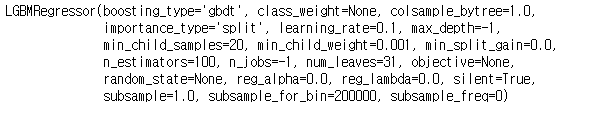 LGBMRegressor(boosting_type='gbdt', class_weight=None, colsample_bytree=1.0,
importance_type='split', learning_rate=0.1, max_depth=-1,
min_child_samples=20, min_child_weight=0.001, min_split_gain=0.0,
n_estimators=100, n_jobs=-1, num_leaves=31, objective=None,
random_state=None, reg_alpha=0.0, reg_lambda=0.0, silent=True,
subsample=1.0, subsample_for_bin=200000, subsample_freq=0)